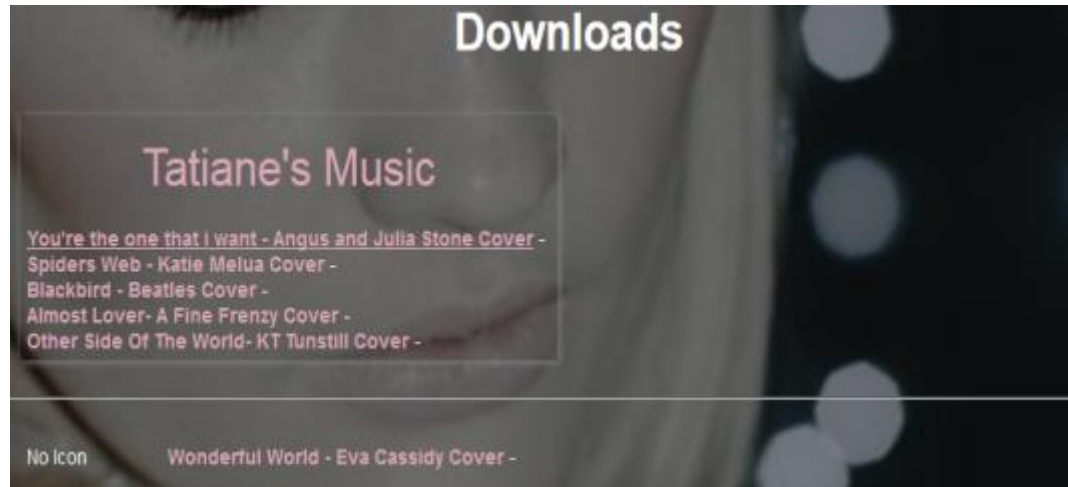 Downloads
Tatiane's Music
You're the one that i want - Angus and Julia Stone Cover -
Spiders Web - Katie Melua Cover -
Blackbird - Beatles Cover -
Almost Lover- A Fine Frenzy Cover -
Other Side Of The World- KT Tunstill Cover -
No Icon Wonderful World - Eva Cassidy Cover -